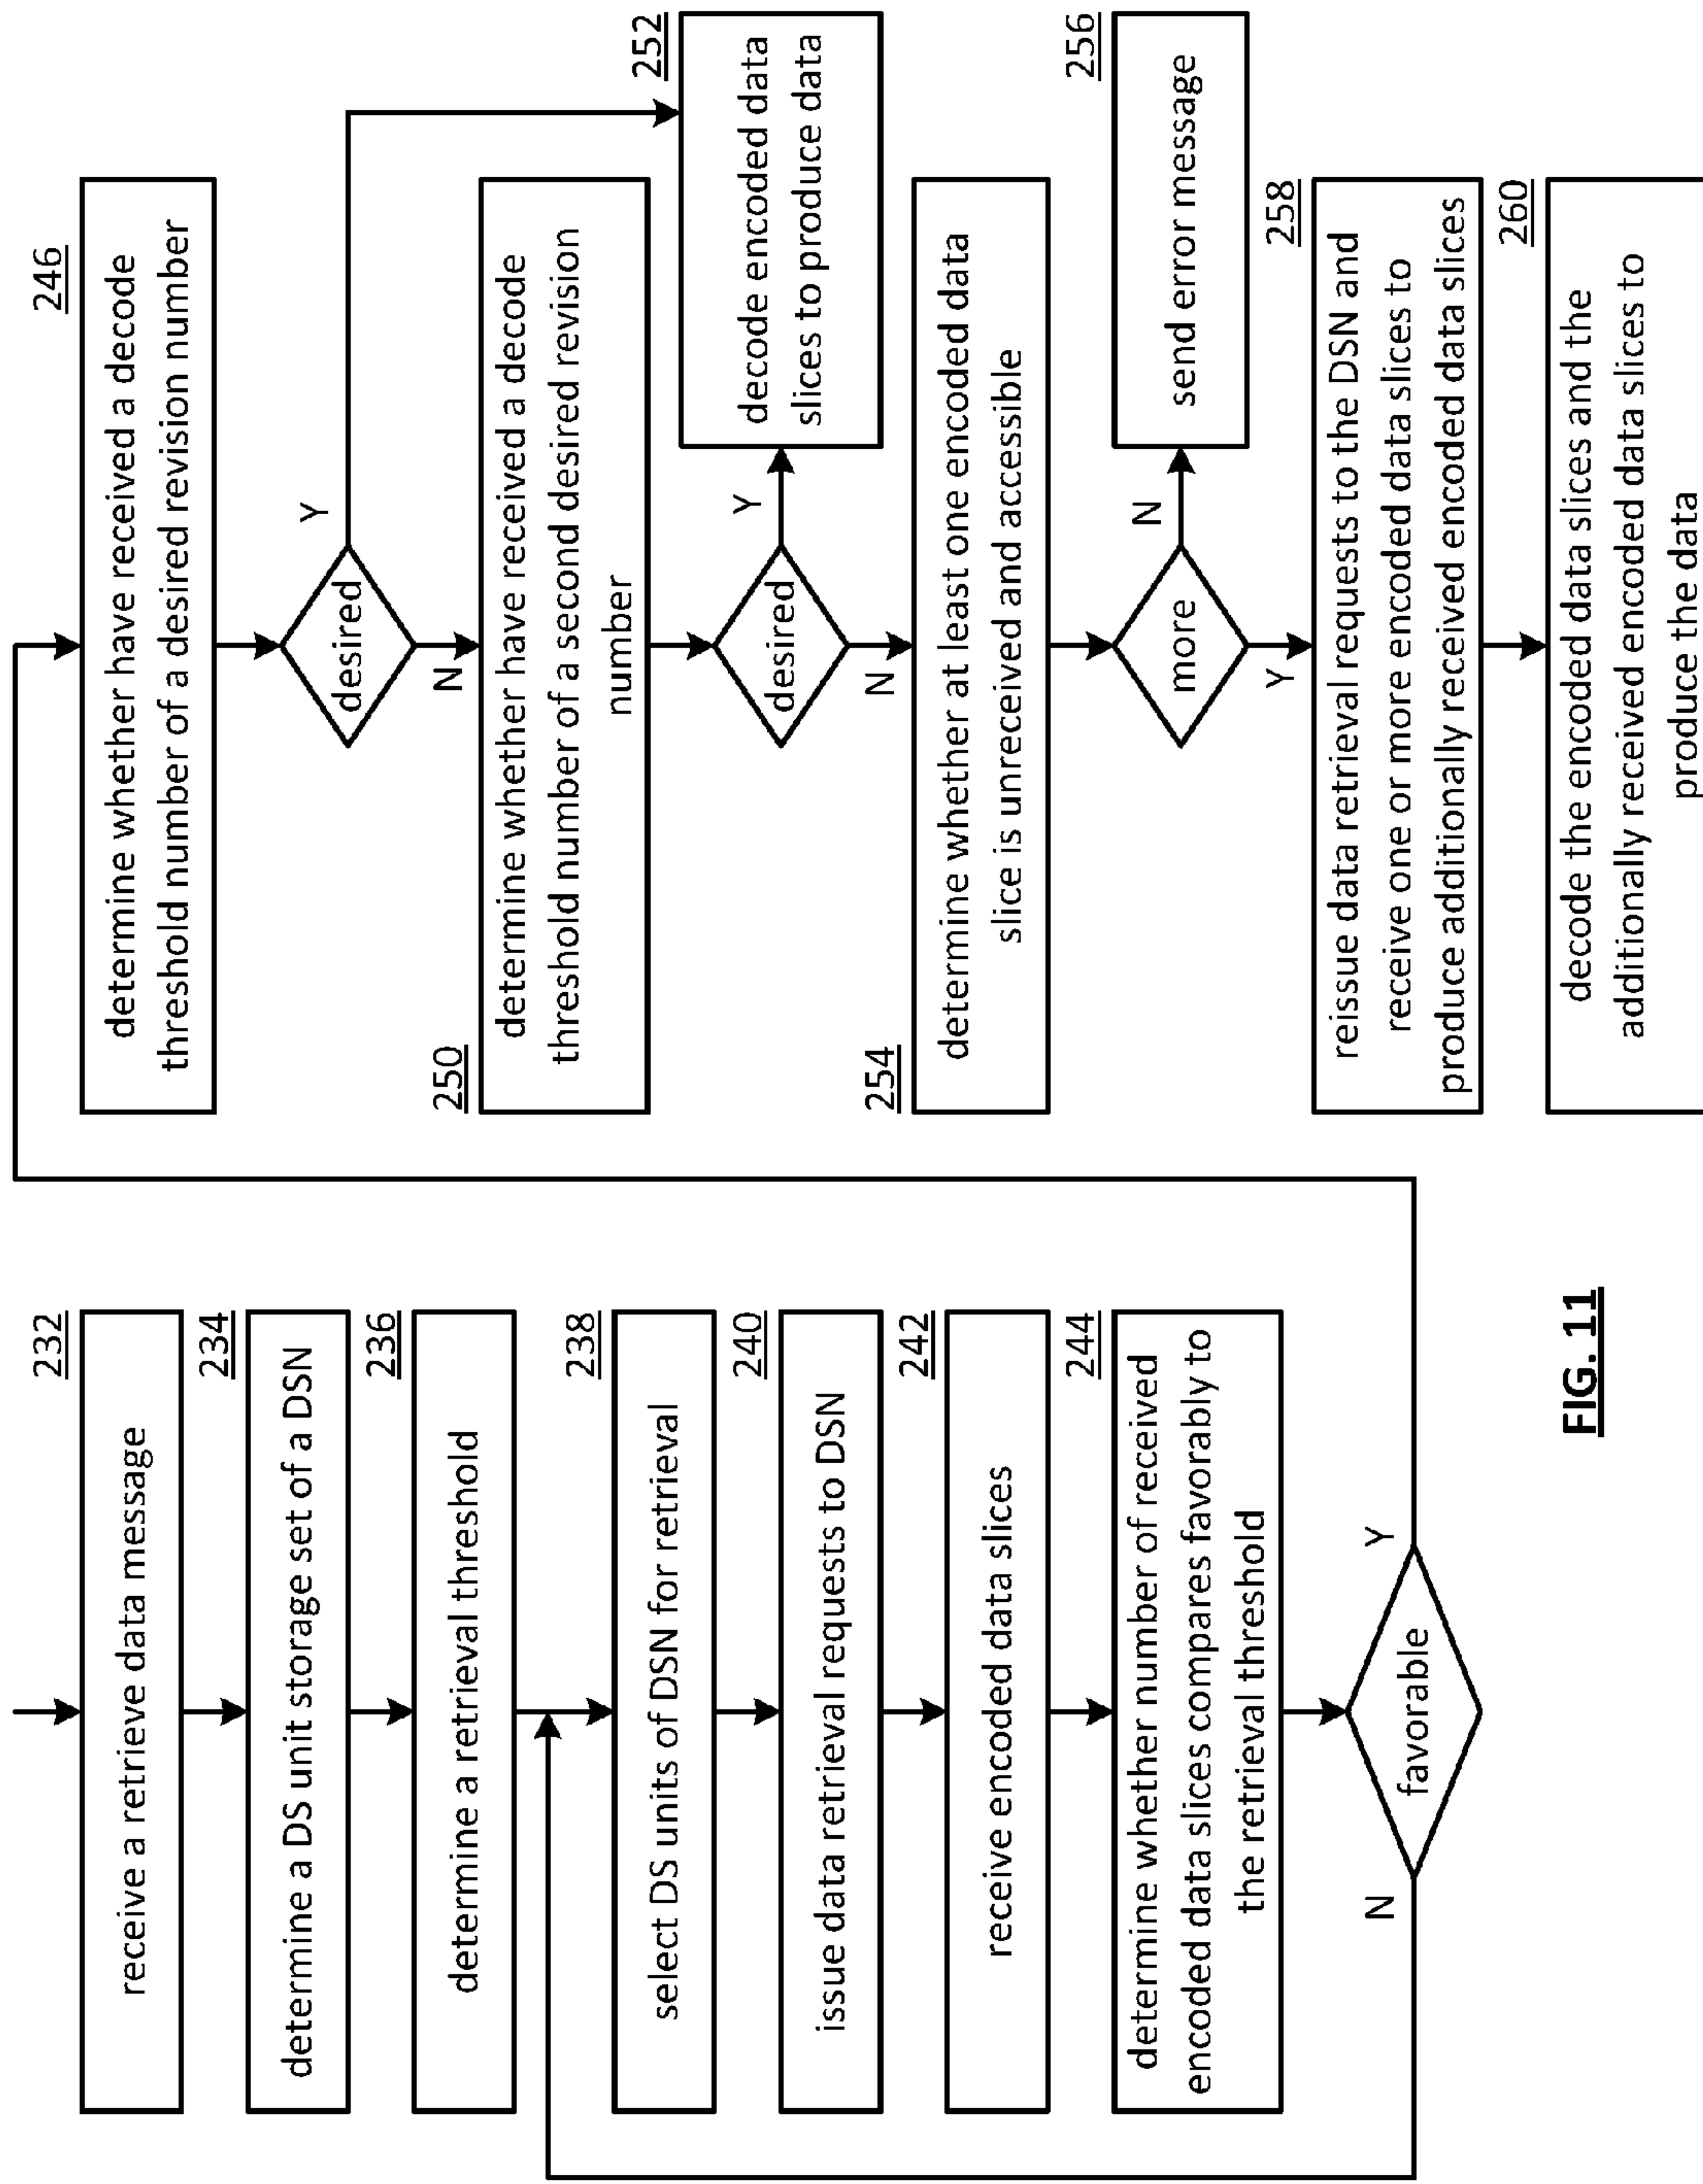 232
receive a retrieve data message
234
determine a DS unit storage set of a DSN
236
determine a retrieval threshold
238
select DS units of DSN for retrieval
240
issue data retrieval requests to DSN
242
receive encoded data slices
244
determine whether number of received
encoded data slices compares favorably to
the retrieval threshold
favorable
N
Y
246
determine whether have received a decode
threshold number of a desired revision number
desired
Y
N
250
determine whether have received a decode
threshold number of a second desired revision
number
desired
Y
N
252
decode encoded data
slices to produce data
254
determine whether at least one encoded data
slice is unreceived and accessible
more
N
Y
256
send error message
258
reissue data retrieval requests to the DSN and
receive one or more encoded data slices to
produce additionally received encoded data slices
260
decode the encoded data slices and the
additionally received encoded data slices to
produce the data
FIG. 11